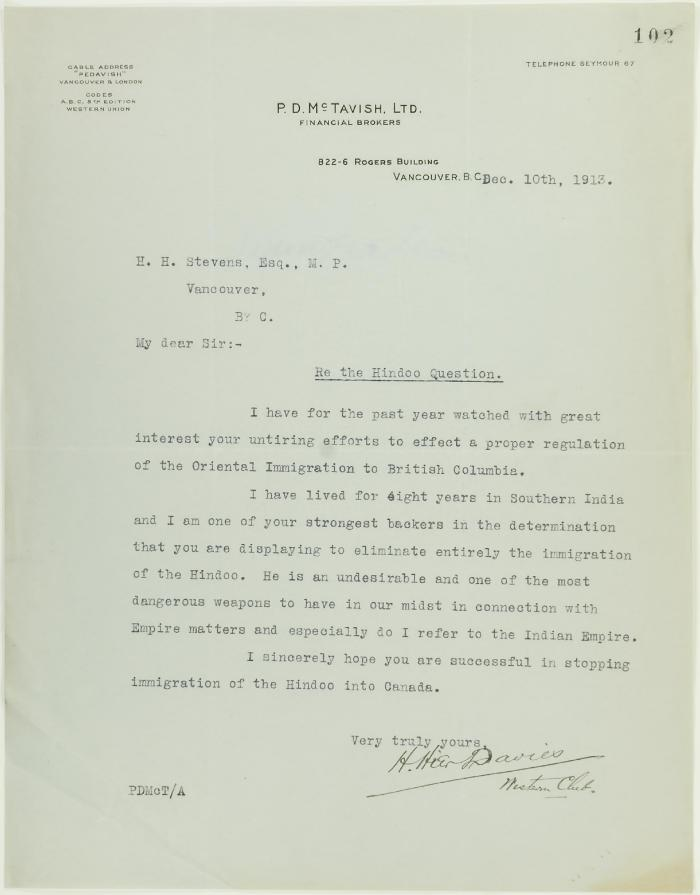 102
CABLE ADDRESS
"PEDAVISH"
VANCOUVER & LONDON
CODES
A.B.C. 5TH EDITION
WESTERN UNION
TELEPHONE SEYMOUR 67
P. D. McTAVISH, LTD.
FINANCIAL BROKERS
822-6 ROGERS BUILDING
VANCOUVER, B.C. Dec. 10th, 1913.
H. H. Stevens, Esq., M. P.
Vancouver,
B. C.
My dear Sir:-
Re the Hindoo Question.
I have for the past year watched with great
interest your untiring efforts to effect a proper regulation
of the Oriental Immigration to British Columbia.
I have lived for eight years in Southern India
and I am one of your strongest backers in the determination
that you are displaying to eliminate entirely the immigration
of the Hindoo. He is an undesirable and one of the most
dangerous weapons to have in our midst in connection with
Empire matters and especially do I refer to the Indian Empire.
I sincerely hope you are successful in stopping
immigration of the Hindoo into Canada.
Very truly yours,
H. Hier Davies
Western Club.
PDMcT/A